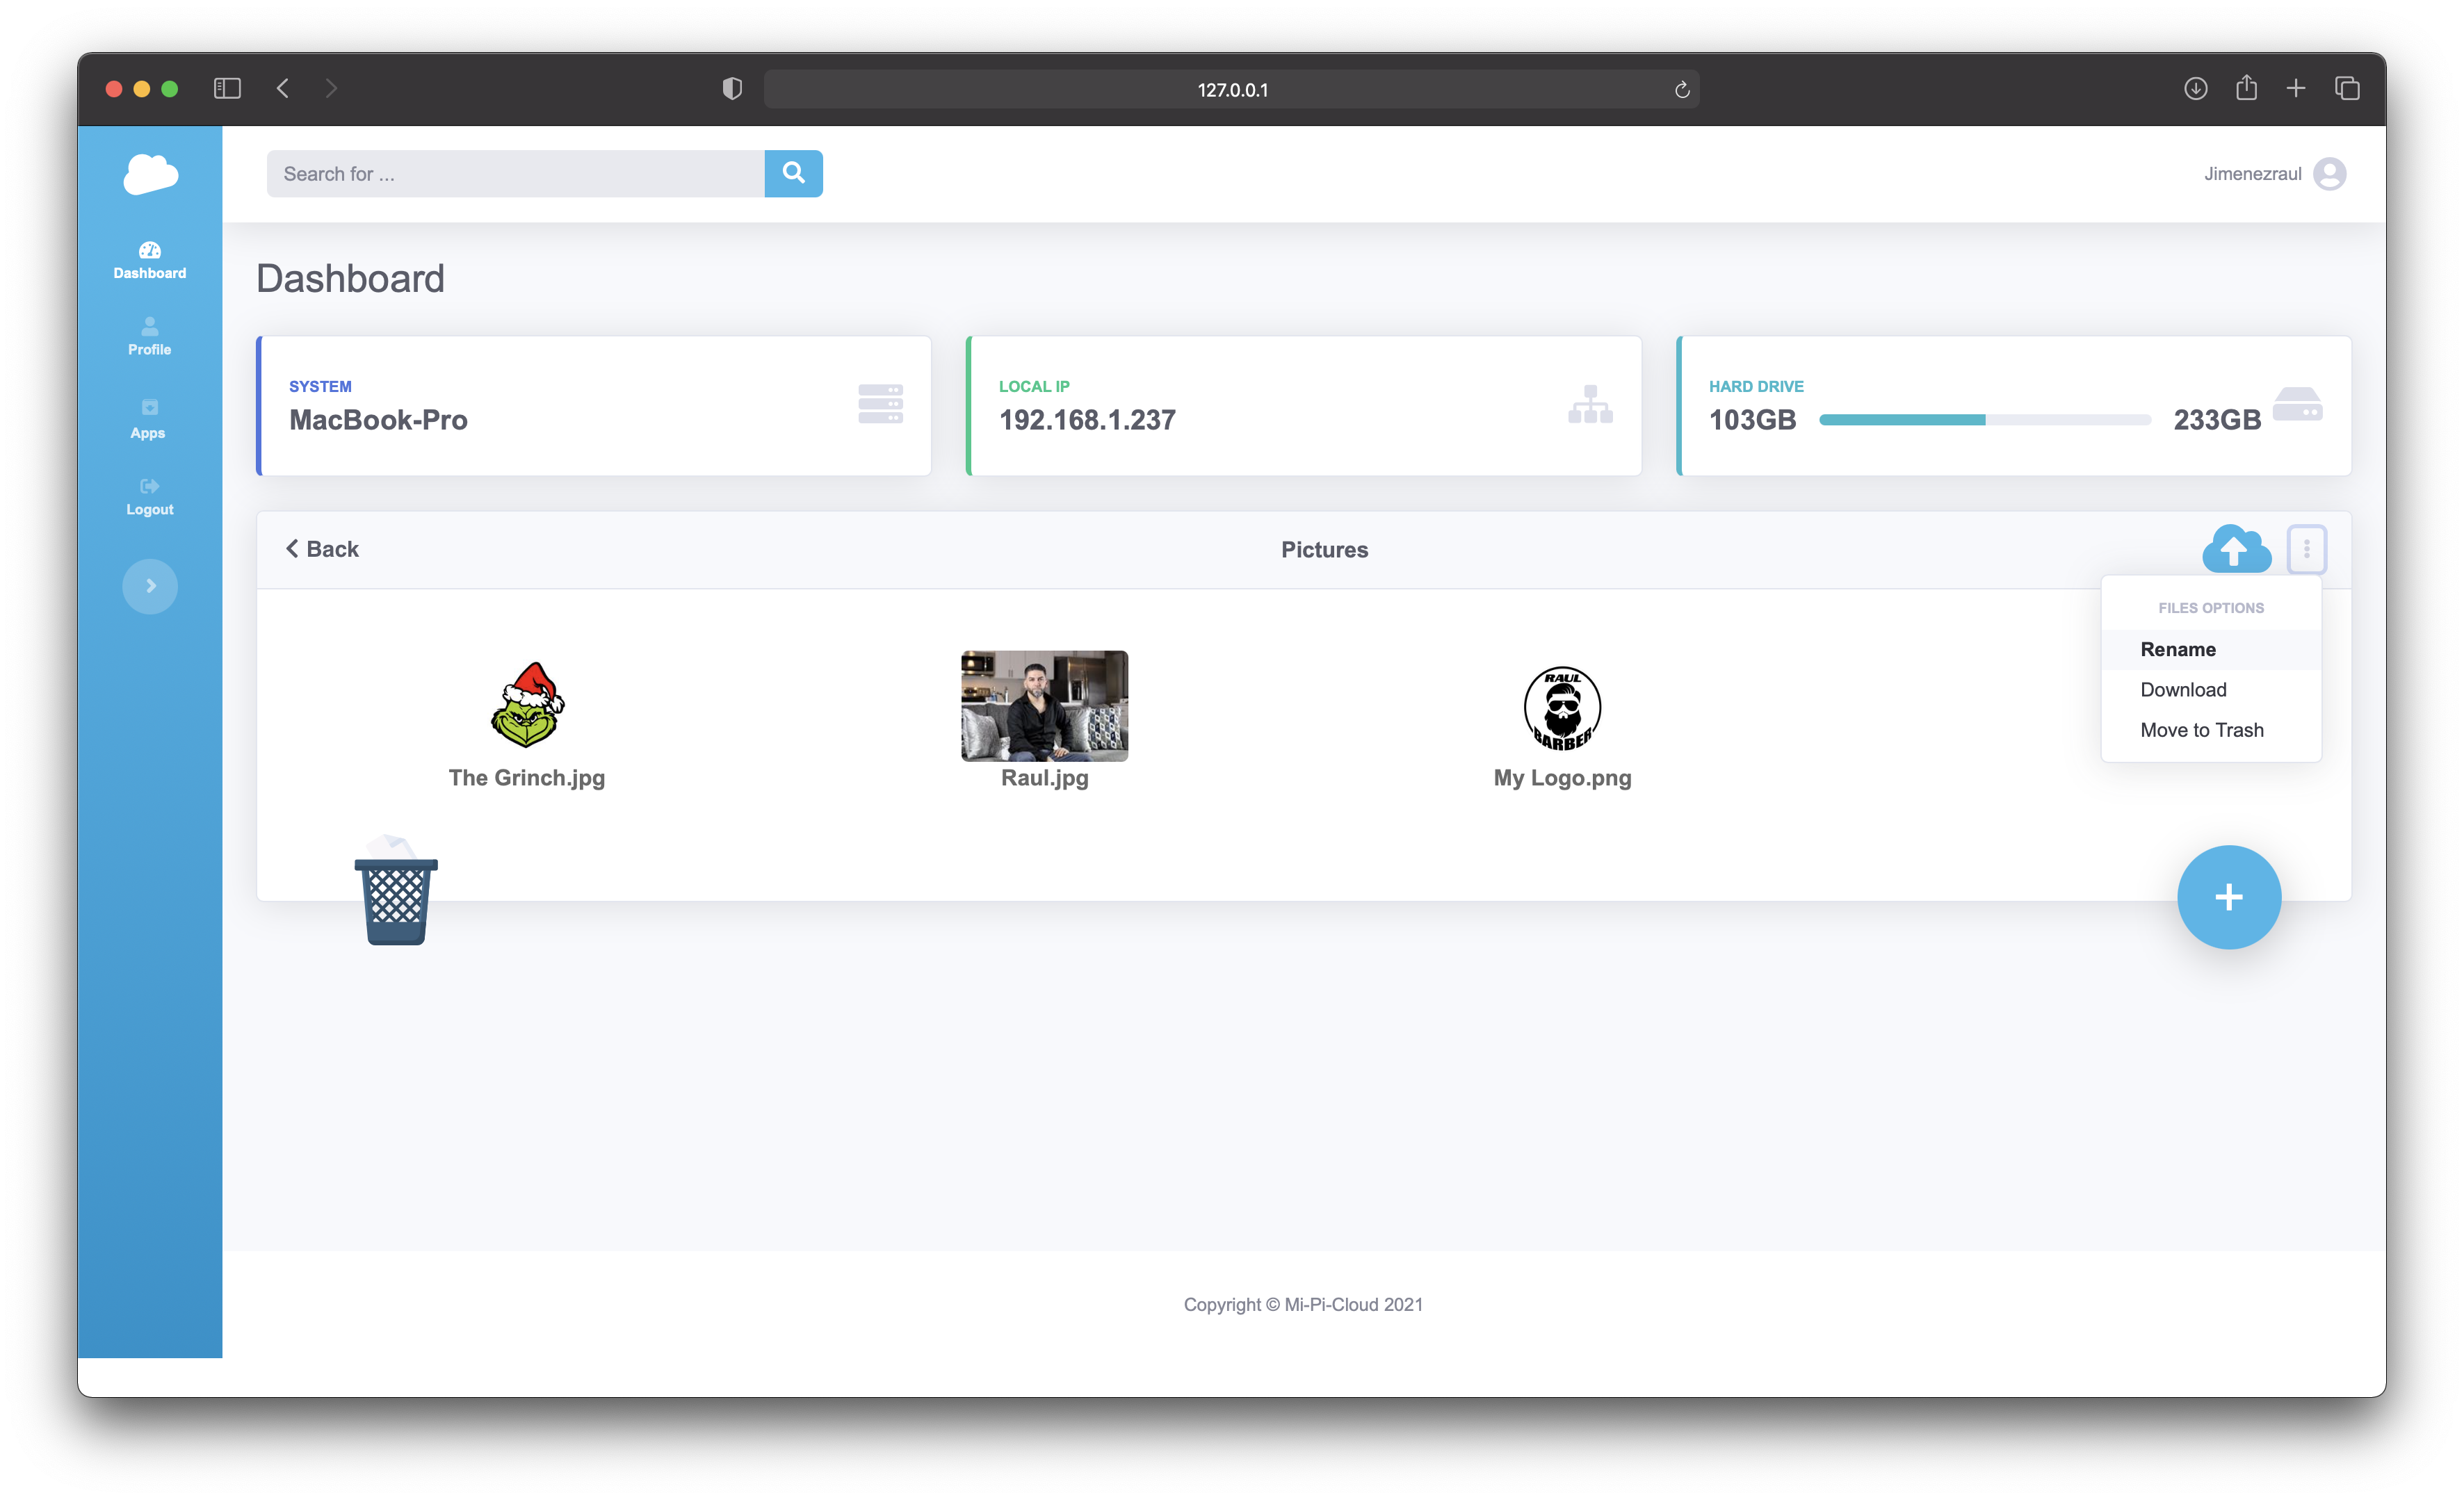 127.0.0.1
Search for ...
Jimenezraul
Dashboard
Profile
Apps
Logout
Dashboard
SYSTEM
MacBook-Pro
LOCAL IP
192.168.1.237
HARD DRIVE
103GB
233GB
Back
Pictures
FILES OPTIONS
Rename
Download
Move to Trash
RAUL
BARBER
The Grinch.jpg
Raul.jpg
My Logo.png
Copyright © Mi-Pi-Cloud 2021